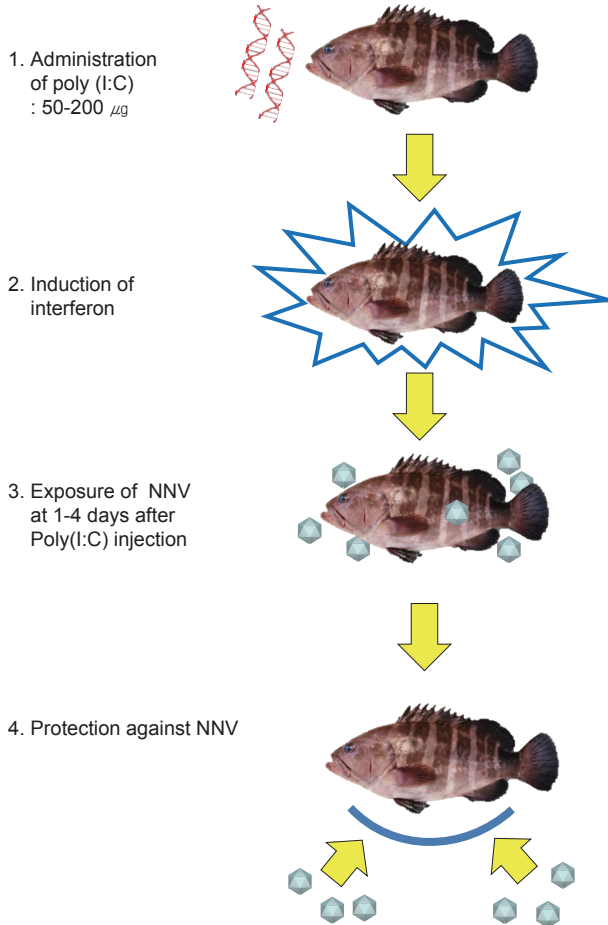 1. Administration
of poly (I:C)
: 50-200 ㎍
2. Induction of
interferon
3. Exposure of NNV
at 1-4 days after
Poly(I:C) injection
4. Protection against NNV